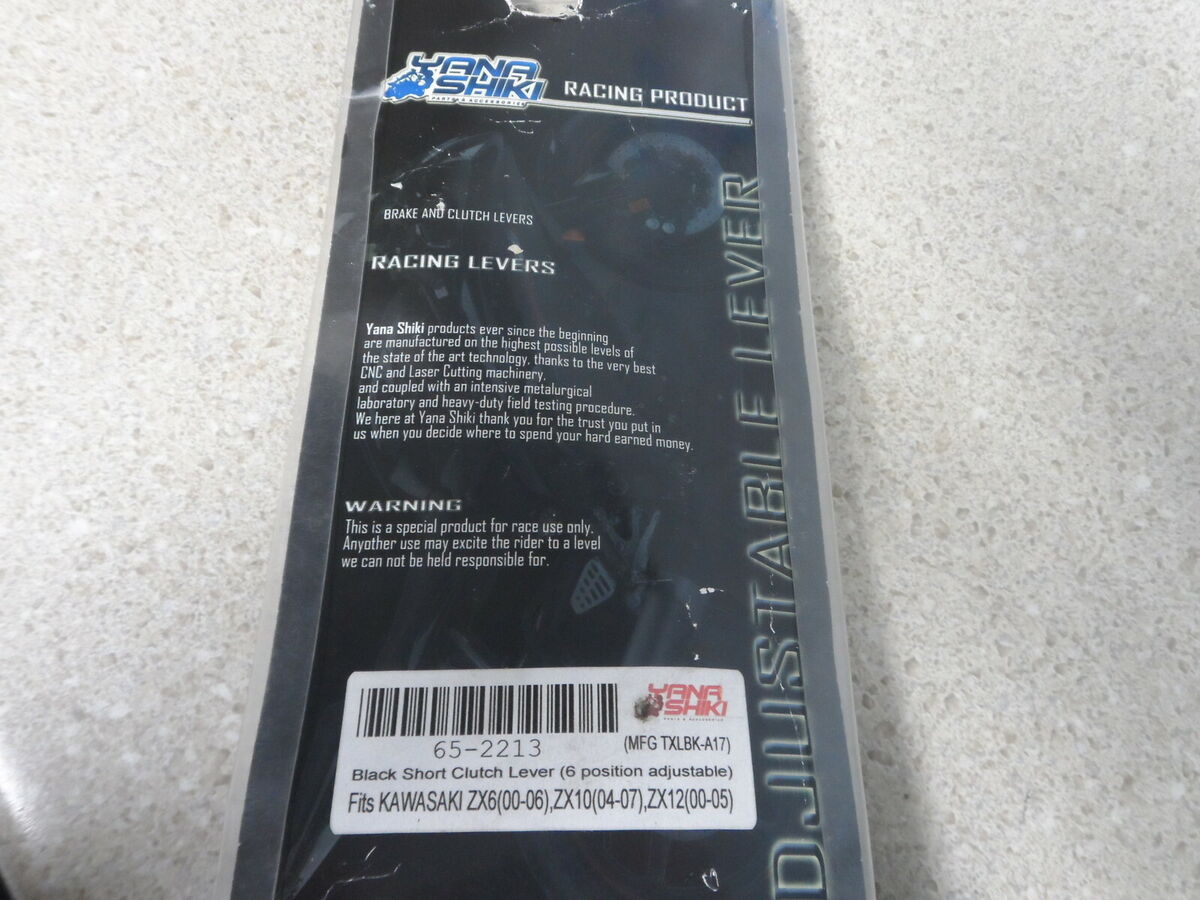 YANA
SHIKI
PARTS & ACCESSORIES
RACING PRODUCT
BRAKE AND CLUTCH LEVERS
RACING LEVERS
Yana Shiki products ever since the beginning
are manufactured on the highest possible levels of
the state of the art technology, thanks to the very best
CNC and Laser Cutting machinery,
and coupled with an intensive metalurgical
laboratory and heavy-duty field testing procedure.
We here at Yana Shiki thank you for the trust you put in
us when you decide where to spend your hard earned money.
WARNING
This is a special product for race use only.
Anyother use may excite the rider to a level
we can not be held responsible for.
DJUSTABLE LEVER
YANA
SHIKI
PARTS & ACCESSORIES
65-2213
(MFG TXLBK-A17)
Black Short Clutch Lever (6 position adjustable)
Fits KAWASAKI ZX6(00-06),ZX10(04-07),ZX12(00-05)